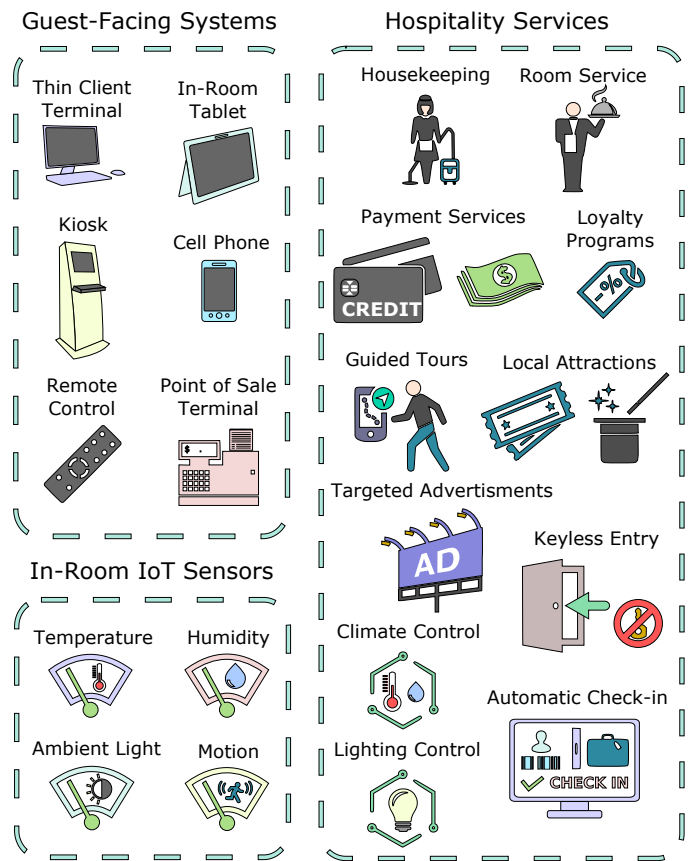 Guest-Facing Systems
Thin Client
Terminal
In-Room
Tablet
Kiosk
Cell Phone
Remote
Control
Point of Sale
Terminal
$ .
In-Room IoT Sensors
Temperature
Humidity
Ambient Light
Motion
Hospitality Services
Housekeeping
Room Service
Payment Services
CREDIT
$
Loyalty
Programs
-%
Guided Tours
Local Attractions
Targeted Advertisments
AD
Keyless Entry
Climate Control
Automatic Check-in
CHECK IN
Lighting Control